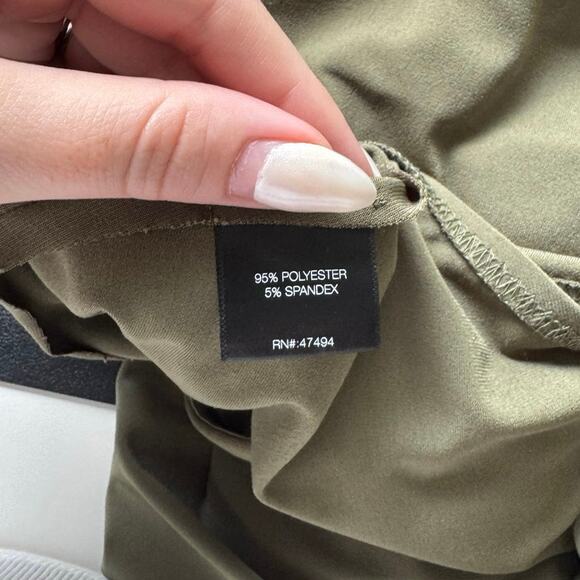 95% POLYESTER
5% SPANDEX
RN#:47494